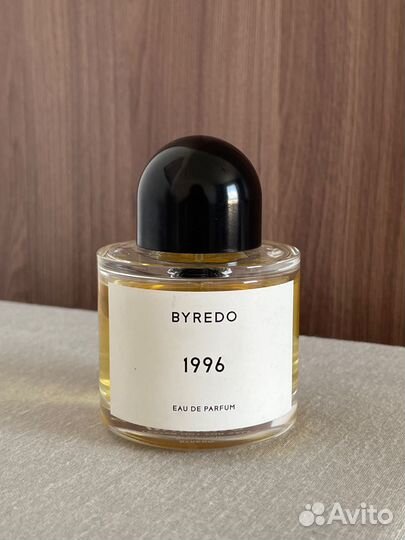 BYREDO
1996
EAU DE PARFUM
Avito